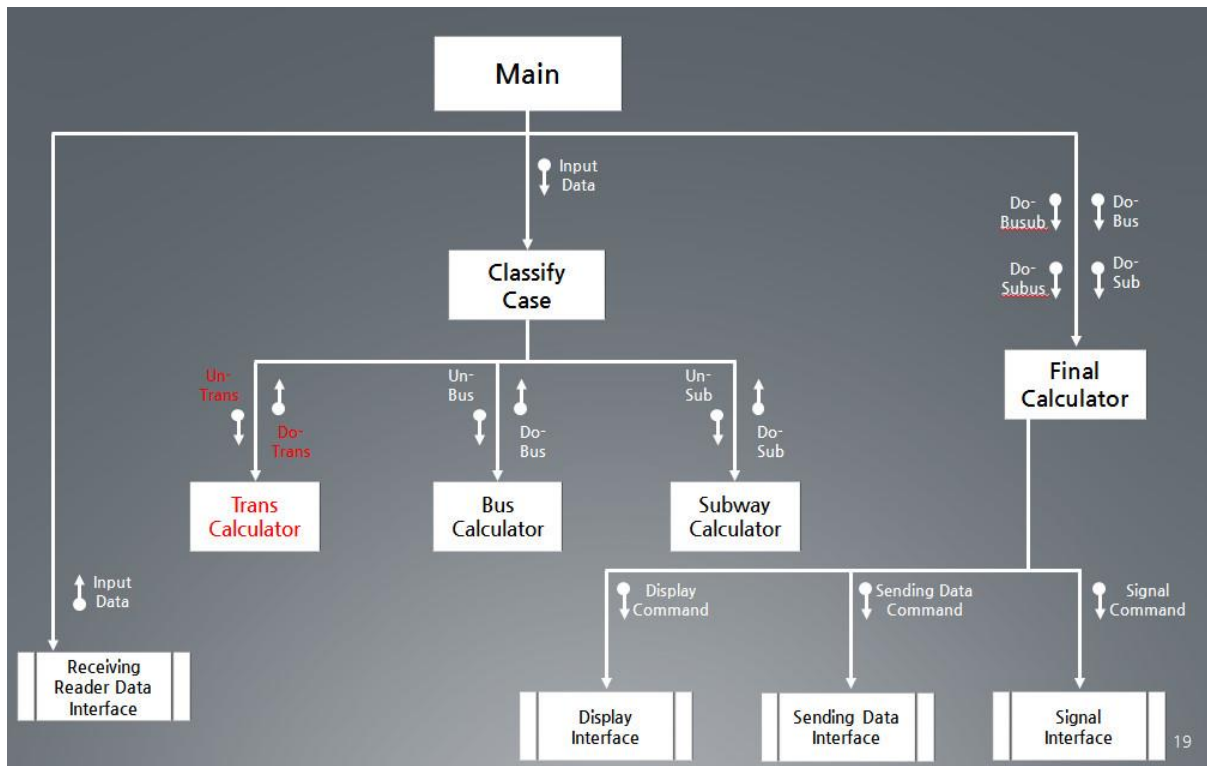 Main
Input
Data
Do-
Busub
Do-
Bus
Do-
Subus
Do-
Sub
Classify
Case
Final
Calculator
Un-
Trans
Do-
Trans
Un-
Bus
Do-
Bus
Un-
Sub
Do-
Sub
Trans
Calculator
Bus
Calculator
Subway
Calculator
Input
Data
Display
Command
Sending Data
Command
Signal
Command
Receiving
Reader Data
Interface
Display
Interface
Sending Data
Interface
Signal
Interface
19